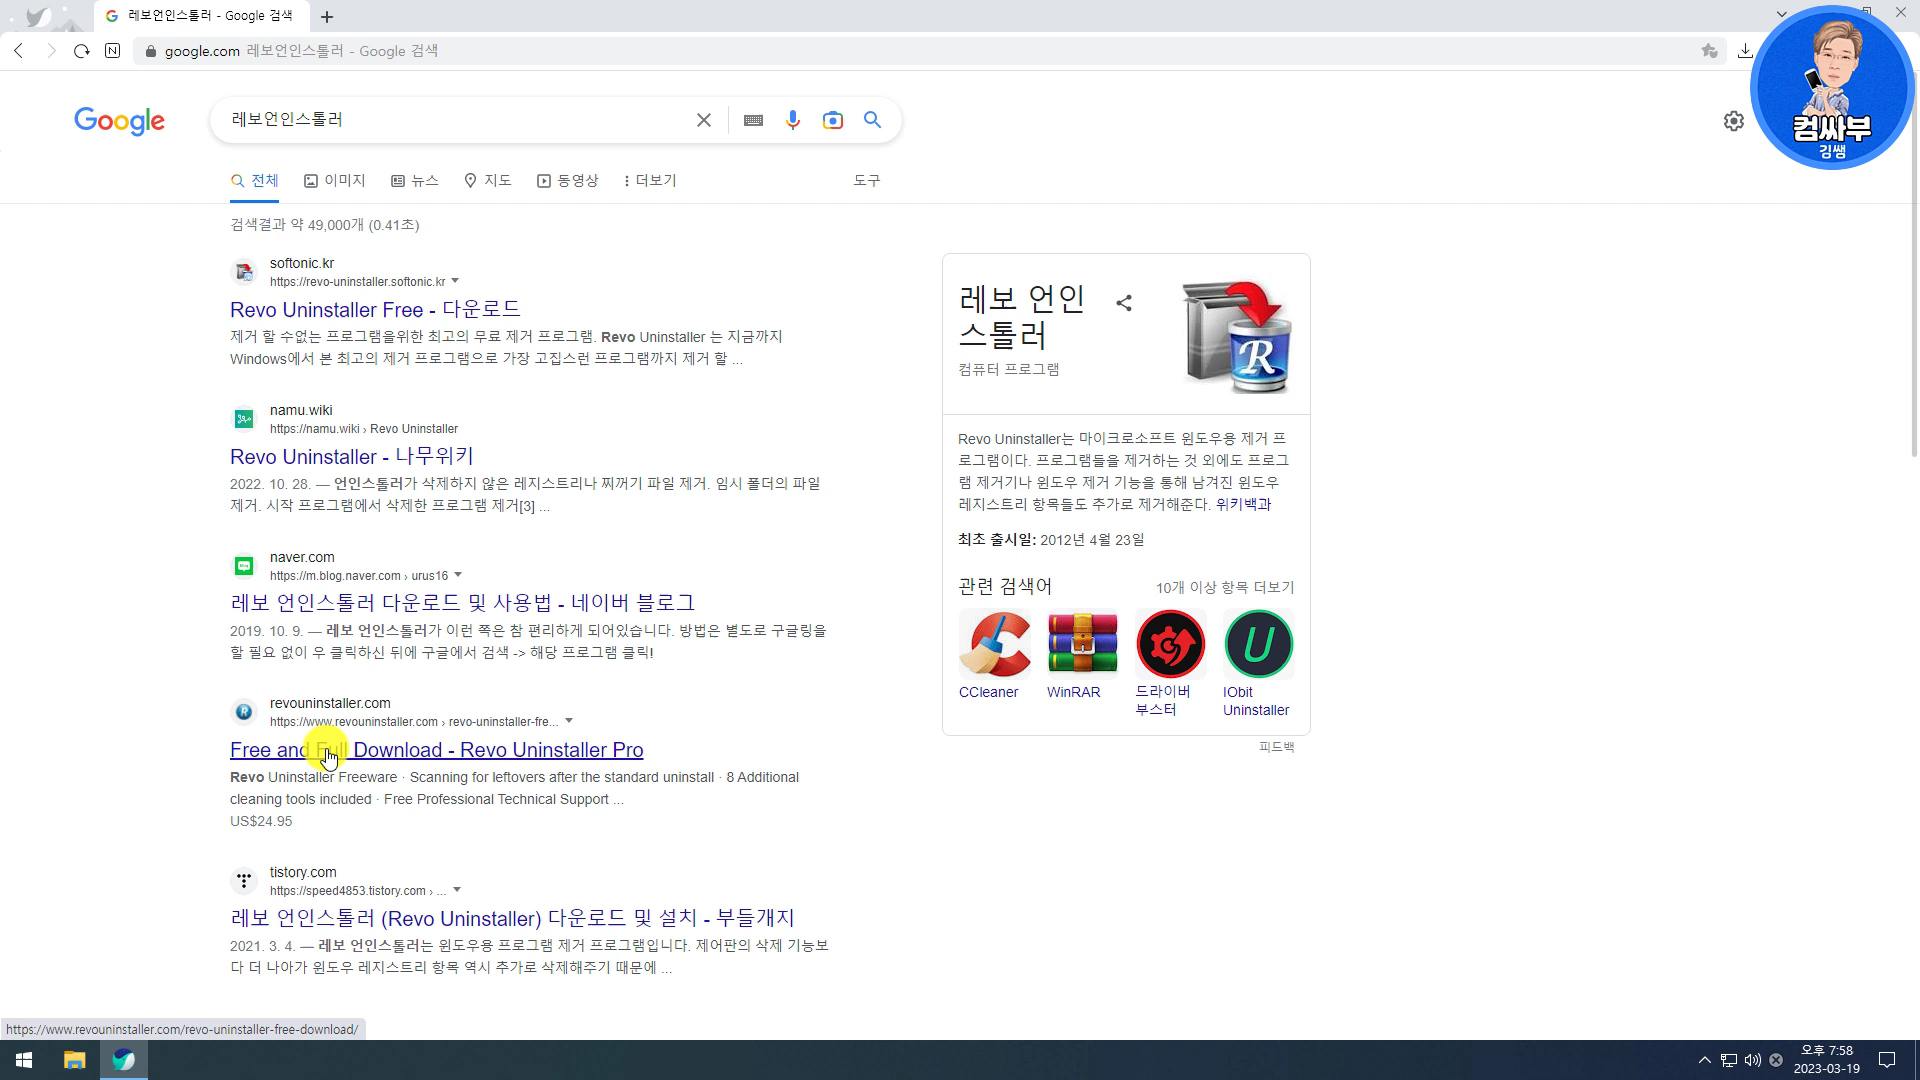 레보언인스톨러 - Google 검색
google.com 레보언인스톨러 - Google 검색
Google
레보언인스톨러
컴싸부
김쌤
전체 이미지 뉴스 지도 동영상 더보기 도구
검색결과 약 49,000개 (0.41초)
softonic.kr
https://revo-uninstaller.softonic.kr
Revo Uninstaller Free - 다운로드
제거 할 수없는 프로그램을위한 최고의 무료 제거 프로그램. Revo Uninstaller 는 지금까지
Windows에서 본 최고의 제거 프로그램으로 가장 고집스런 프로그램까지 제거 할 ...
namu.wiki
https://namu.wiki › Revo Uninstaller
Revo Uninstaller - 나무위키
2022. 10. 28. — 언인스톨러가 삭제하지 않은 레지스트리나 찌꺼기 파일 제거. 임시 폴더의 파일
제거. 시작 프로그램에서 삭제한 프로그램 제거[3] ...
naver.com
https://m.blog.naver.com › urus16
레보 언인스톨러 다운로드 및 사용법 - 네이버 블로그
2019. 10. 9. — 레보 언인스톨러가 이런 쪽은 참 편리하게 되어있습니다. 방법은 별도로 구글링을
할 필요 없이 우 클릭하신 뒤에 구글에서 검색 -> 해당 프로그램 클릭!
revouninstaller.com
https://www.revouninstaller.com › revo-uninstaller-fre...
Free and Full Download - Revo Uninstaller Pro
Revo Uninstaller Freeware · Scanning for leftovers after the standard uninstall · 8 Additional
cleaning tools included · Free Professional Technical Support ...
US$24.95
tistory.com
https://speed4853.tistory.com › ...
레보 언인스톨러 (Revo Uninstaller) 다운로드 및 설치 - 부들개지
2021. 3. 4. — 레보 언인스톨러는 윈도우용 프로그램 제거 프로그램입니다. 제어판의 삭제 기능보
다 더 나아가 윈도우 레지스트리 항목 역시 추가로 삭제해주기 때문에 ...
레보 언인
스톨러
컴퓨터 프로그램
Revo Uninstaller는 마이크로소프트 윈도우용 제거 프
로그램이다. 프로그램들을 제거하는 것 외에도 프로그
램 제거기나 윈도우 제거 기능을 통해 남겨진 윈도우
레지스트리 항목들도 추가로 제거해준다. 위키백과
최초 출시일: 2012년 4월 23일
관련 검색어 10개 이상 항목 더보기
CCleaner
WinRAR
드라이버
부스터
IObit
Uninstaller
피드백
https://www.revouninstaller.com/revo-uninstaller-free-download/
오후 7:58
2023-03-19